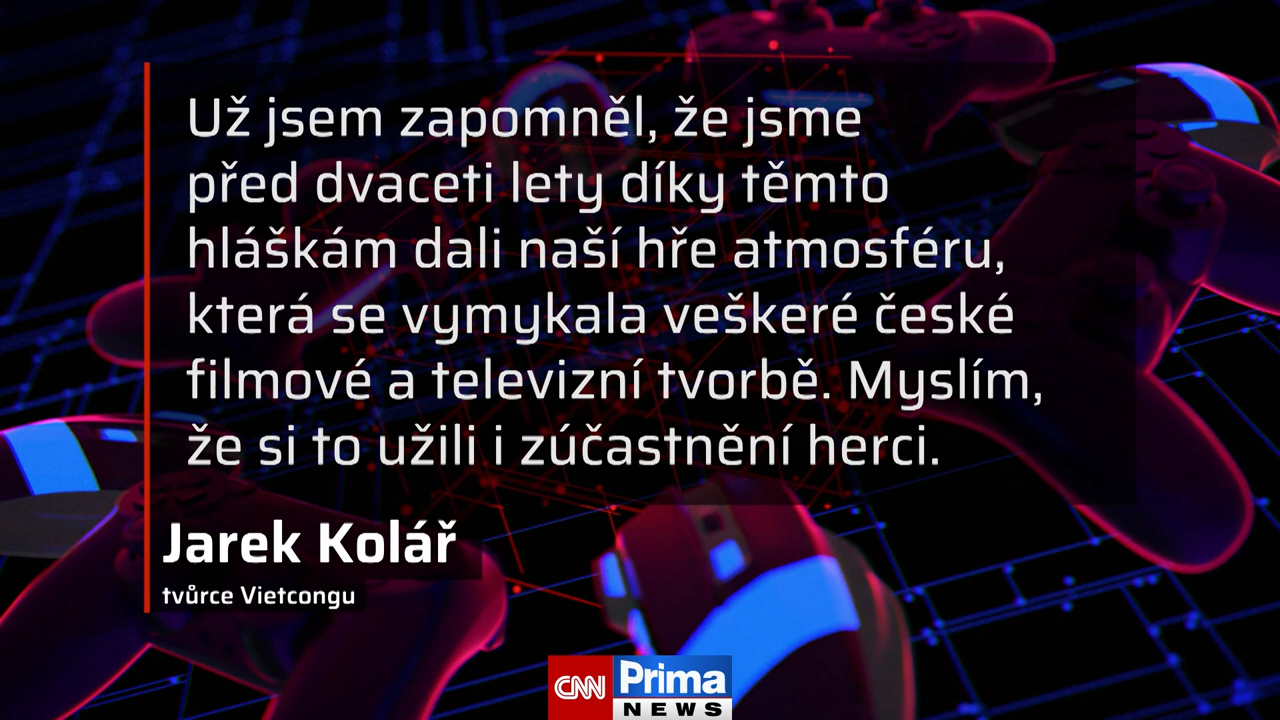 Už jsem zapomněl, že jsme
před dvaceti lety díky těmto
hláškám dali naší hře atmosféru,
která se vymykala veškeré české
filmové a televizní tvorbě. Myslím,
že si to užili i zúčastnění herci.
Jarek Kolář
tvůrce Vietcongu
CNN Prima
NEWS